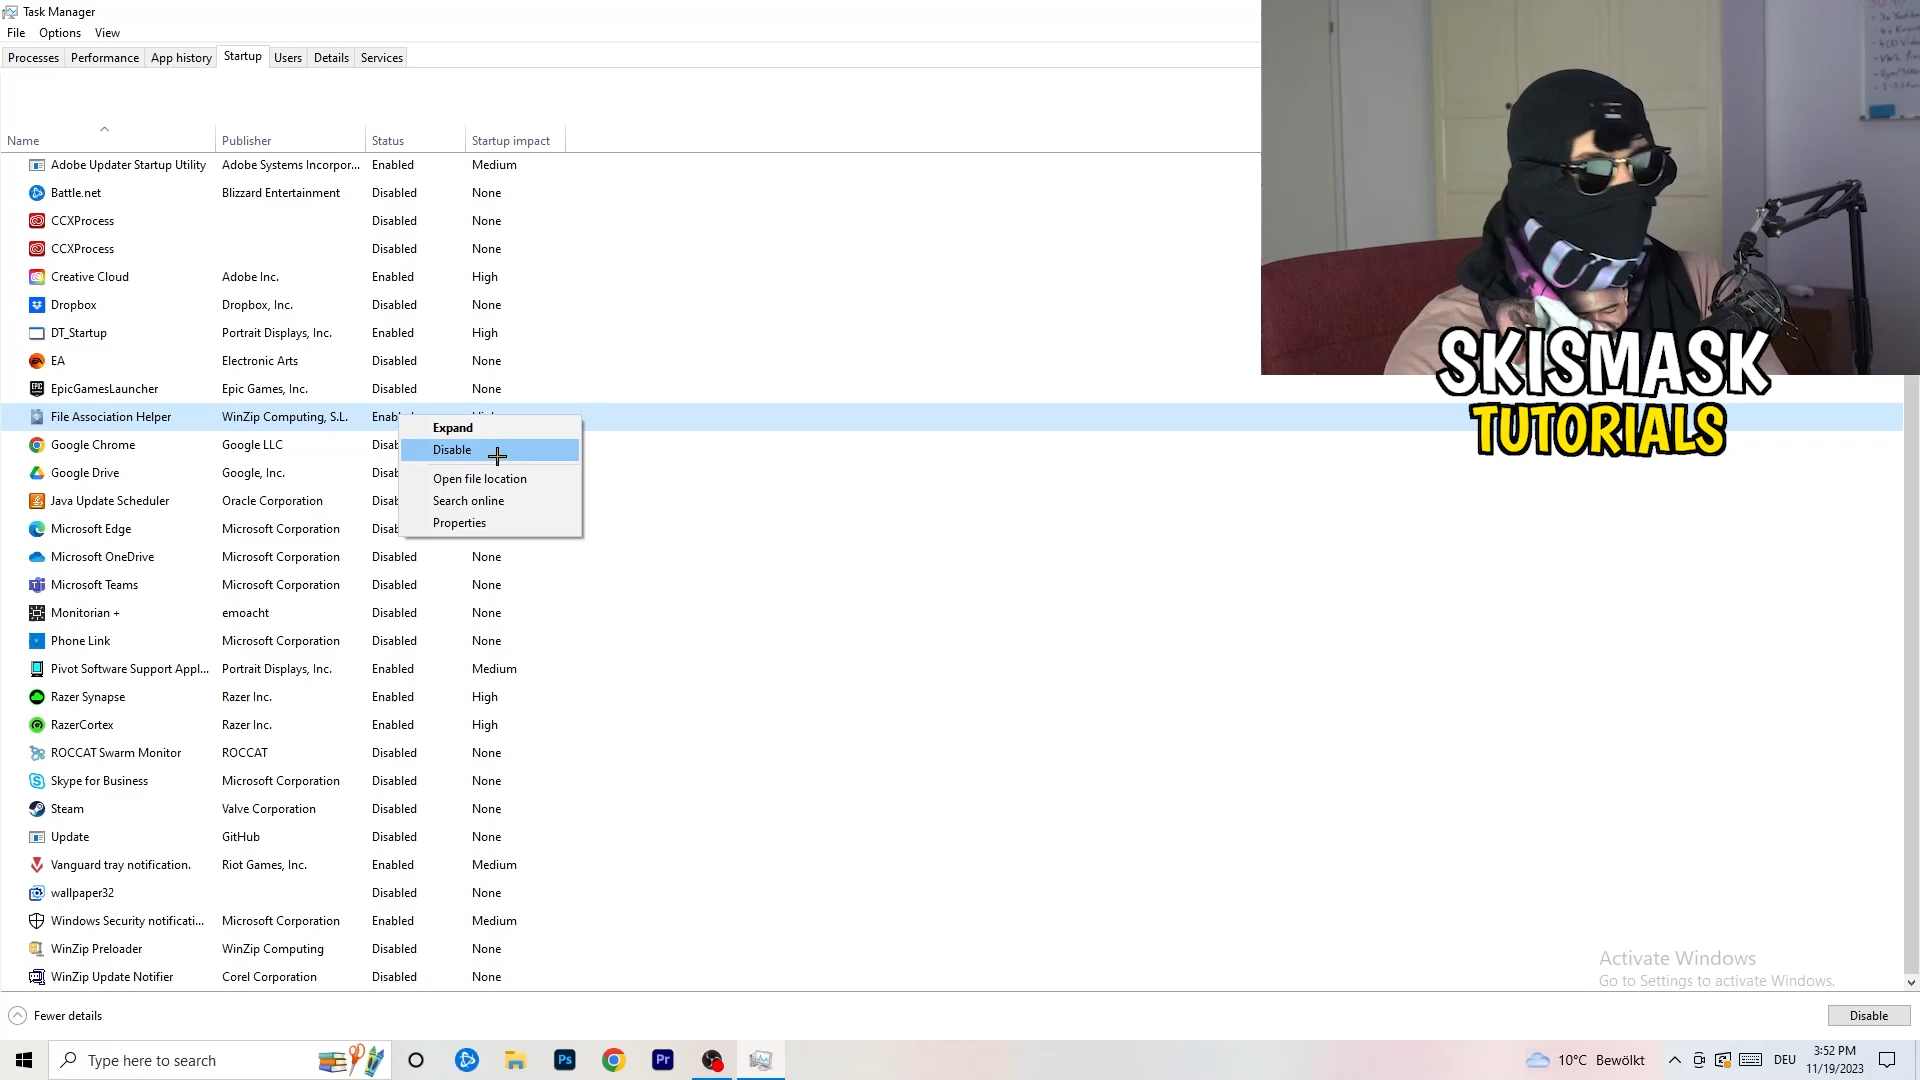 Task Manager
File Options View
Processes Performance App history Startup Users Details Services
Name Publisher Status Startup impact
Adobe Updater Startup Utility Adobe Systems Incorpor... Enabled Medium
Battle.net Blizzard Entertainment Disabled None
CCXProcess Disabled None
CCXProcess Disabled None
Creative Cloud Adobe Inc. Enabled High
Dropbox Dropbox, Inc. Disabled None
DT_Startup Portrait Displays, Inc. Enabled High
EA Electronic Arts Disabled None
EpicGamesLauncher Epic Games, Inc. Disabled None
File Association Helper WinZip Computing, S.L.
Google Chrome Google LLC
Google Drive Google, Inc.
Java Update Scheduler Oracle Corporation
Microsoft Edge Microsoft Corporation
Microsoft OneDrive Microsoft Corporation Disabled None
Microsoft Teams Microsoft Corporation Disabled None
Monitorian + emoacht Disabled None
Phone Link Microsoft Corporation Disabled None
Pivot Software Support Appl... Portrait Displays, Inc. Enabled Medium
Razer Synapse Razer Inc. Enabled High
RazerCortex Razer Inc. Enabled High
ROCCAT Swarm Monitor ROCCAT Disabled None
Skype for Business Microsoft Corporation Disabled None
Steam Valve Corporation Disabled None
Update GitHub Disabled None
Vanguard tray notification. Riot Games, Inc. Enabled Medium
wallpaper32 Disabled None
Windows Security notificati... Microsoft Corporation Enabled Medium
WinZip Preloader WinZip Computing Disabled None
WinZip Update Notifier Corel Corporation Disabled None
Expand
Disable
Open file location
Search online
Properties
SKISMASK
TUTORIALS
Activate Windows
Go to Settings to activate Windows.
Fewer details Disable
Type here to search
Ps
Pr
10°C Bewölkt
DEU
3:52 PM
11/19/2023